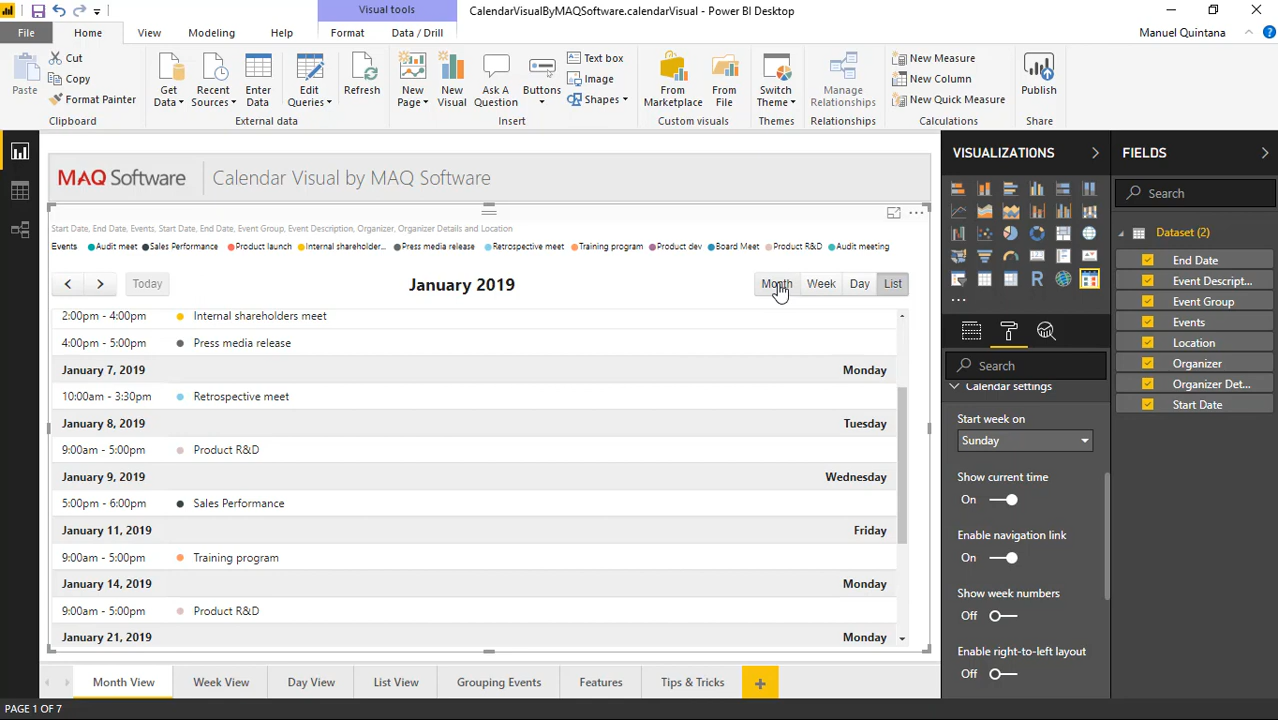 CalendarVisualByMAQSoftware.calendarVisual - Power BI Desktop
Visual tools
File
Home
View
Modeling
Help
Format
Data / Drill
Manuel Quintana
Paste
Cut
Copy
Format Painter
Clipboard
Get Data
Recent Sources
Enter Data
Edit Queries
Refresh
External data
New Page
New Visual
Ask A Question
Buttons
Text box
Image
Shapes
Insert
From Marketplace
From File
Custom visuals
Switch Theme
Themes
Manage Relationships
Relationships
New Measure
New Column
New Quick Measure
Calculations
Publish
Share
MAQ Software
Calendar Visual by MAQ Software
Start Date, End Date, Events, Start Date, End Date, Event Group, Event Description, Organizer, Organizer Details and Location
Events Audit meet Sales Performance Product launch Internal shareholder... Press media release Retrospective meet Training program Product dev Board Meet Product R&D Audit meeting
Today
January 2019
Month Week Day List
2:00pm - 4:00pm Internal shareholders meet
4:00pm - 5:00pm Press media release
January 7, 2019 Monday
10:00am - 3:30pm Retrospective meet
January 8, 2019 Tuesday
9:00am - 5:00pm Product R&D
January 9, 2019 Wednesday
5:00pm - 6:00pm Sales Performance
January 11, 2019 Friday
9:00am - 5:00pm Training program
January 14, 2019 Monday
9:00am - 5:00pm Product R&D
January 21, 2019 Monday
VISUALIZATIONS
R
Search
Calendar settings
Start week on
Sunday
Show current time
On
Enable navigation link
On
Show week numbers
Off
Enable right-to-left layout
Off
FIELDS
Search
Dataset (2)
End Date
Event Descript...
Event Group
Events
Location
Organizer
Organizer Det...
Start Date
Month View
Week View
Day View
List View
Grouping Events
Features
Tips & Tricks
PAGE 1 OF 7